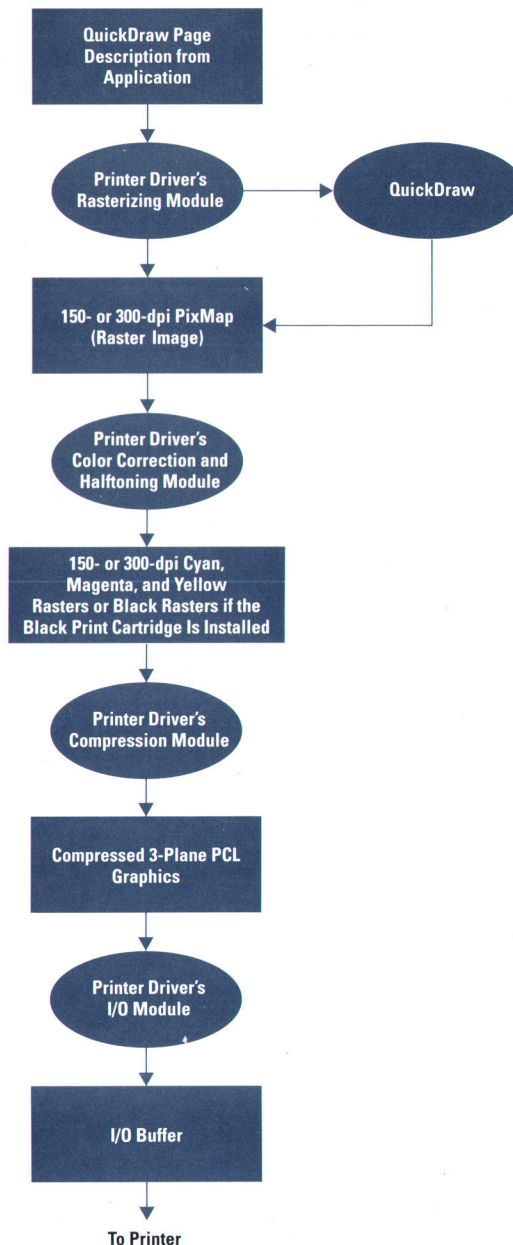 QuickDraw Page
Description from
Application
Printer Driver's
Rasterizing Module
QuickDraw
150- or 300-dpi PixMap
(Raster Image)
Printer Driver's
Color Correction and
Halftoning Module
150- or 300-dpi Cyan,
Magenta, and Yellow
Rasters or Black Rasters if the
Black Print Cartridge Is Installed
Printer Driver's
Compression Module
Compressed 3-Plane PCL
Graphics
Printer Driver's
I/O Module
I/O Buffer
To Printer